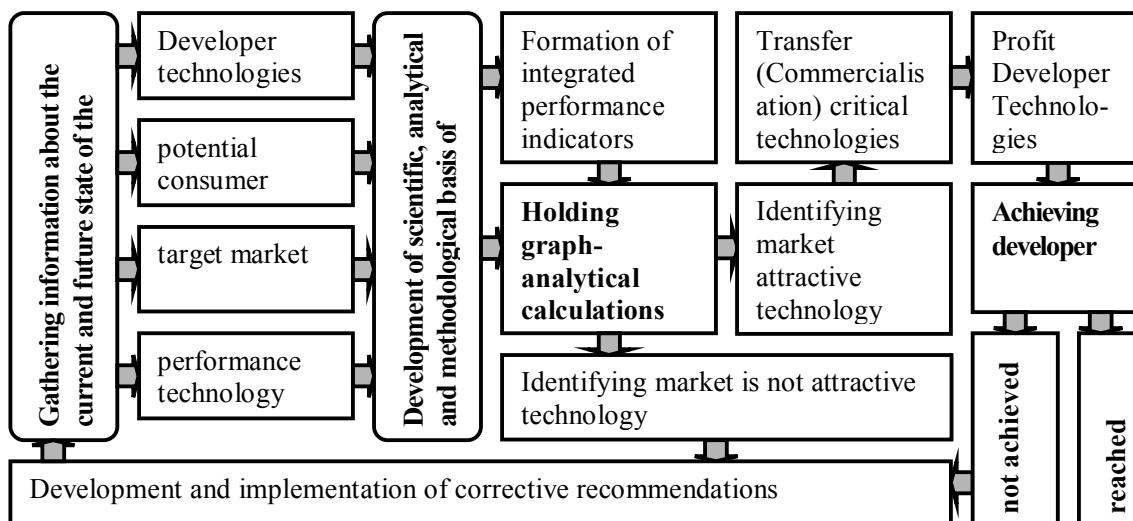 Gathering information about the
current and future state of the
Developer
technologies
potential
consumer
target market
performance
technology
Development of scientific, analytical
and methodological basis of
Formation of
integrated
performance
indicators
Holding
graph-
analytical
calculations
Transfer
(Commercialis
ation) critical
technologies
Identifying
market
attractive
technology
Profit
Developer
Technolo-
gies
Achieving
developer
Identifying market is not attractive
technology
not achieved
reached
Development and implementation of corrective recommendations